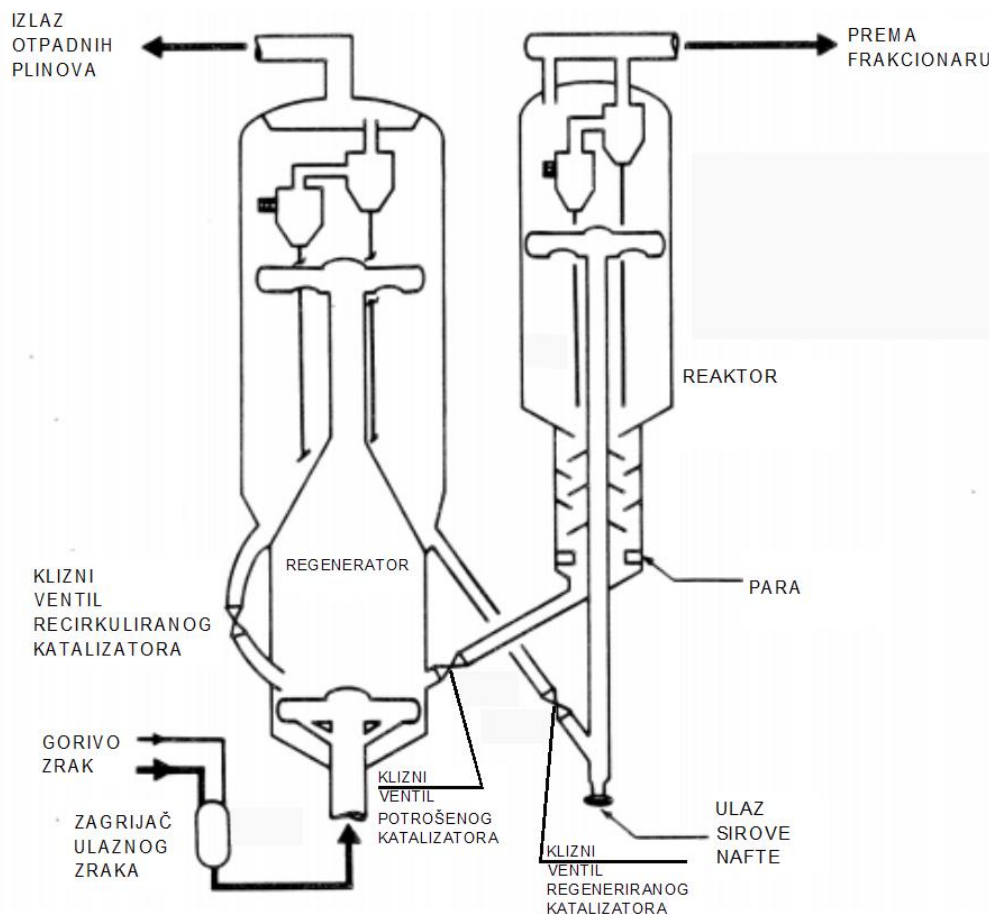 IZLAZ
OTPADNIH
PLINOVA
PREMA
FRAKCIONARU
REAKTOR
REGENERATOR
KLIZNI
VENTIL
RECIRKULIRANOG
KATALIZATORA
PARA
GORIVO
ZRAK
ZAGRIJAČ
ULAZNOG
ZRAKA
KLIZNI
VENTIL
POTROŠENOG
KATALIZATORA
KLIZNI
VENTIL
REGENERIRANOG
KATALIZATORA
ULAZ
SIROVE
NAFTE